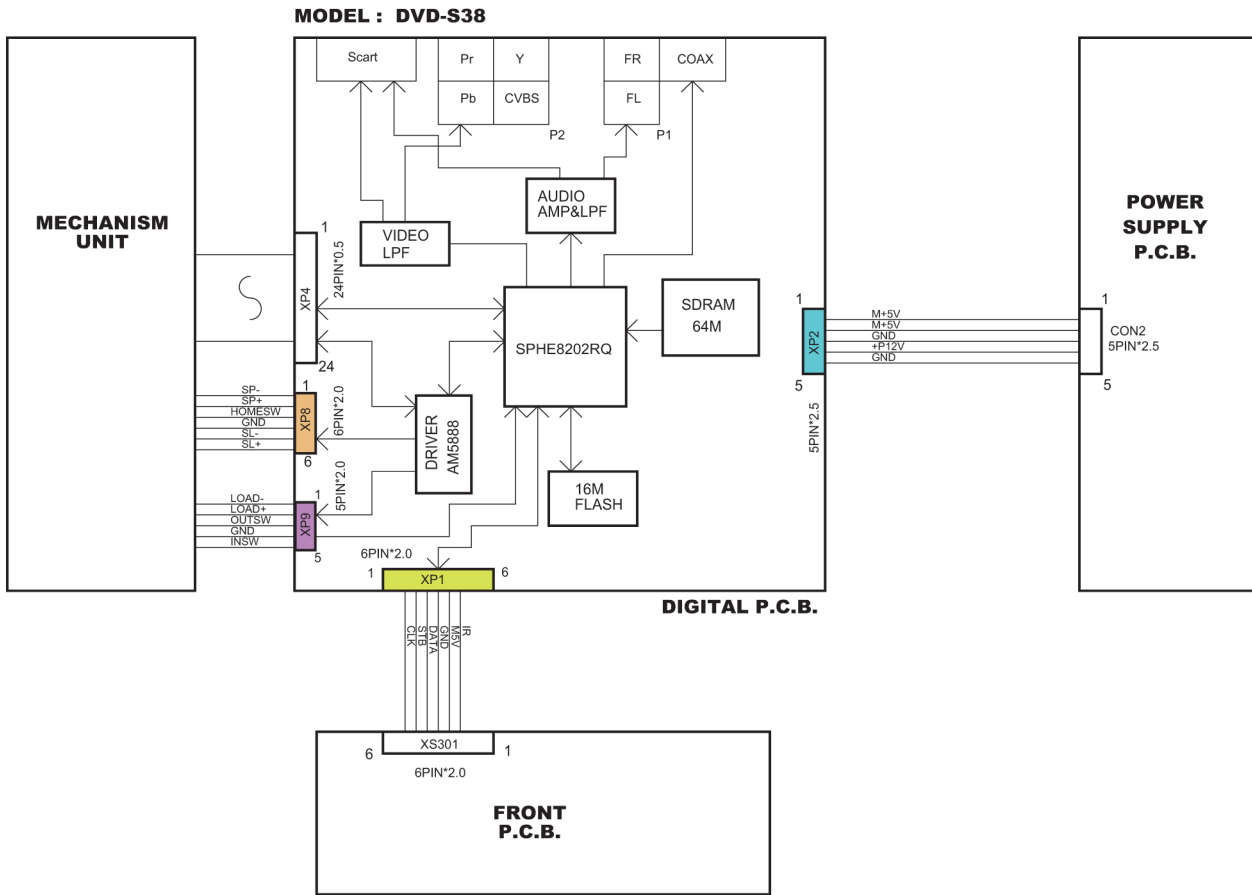 MODEL : DVD-S38
MECHANISM
UNIT
Scart
Pr
Y
Pb
CVBS
P2
FR
COAX
FL
P1
AUDIO
AMP&LPF
VIDEO
LPF
SPHE8202RQ
SDRAM
64M
DRIVER
AM5888
16M
FLASH
1
XP4
24PIN*0.5
24
SP-
SP+
HOMESW
GND
SL-
SL+
1
XP8
6PIN*2.0
6
LOAD-
LOAD+
OUTSW
GND
INSW
1
XP9
5PIN*2.0
5
6PIN*2.0
1
XP1
6
DIGITAL P.C.B.
1
XP2
5
5PIN*2.5
M+5V
M+5V
GND
+P12V
GND
1
CON2
5PIN*2.5
5
POWER
SUPPLY
P.C.B.
CLK
STB
DATA
GND
M5V
IR
6
XS301
1
6PIN*2.0
FRONT
P.C.B.